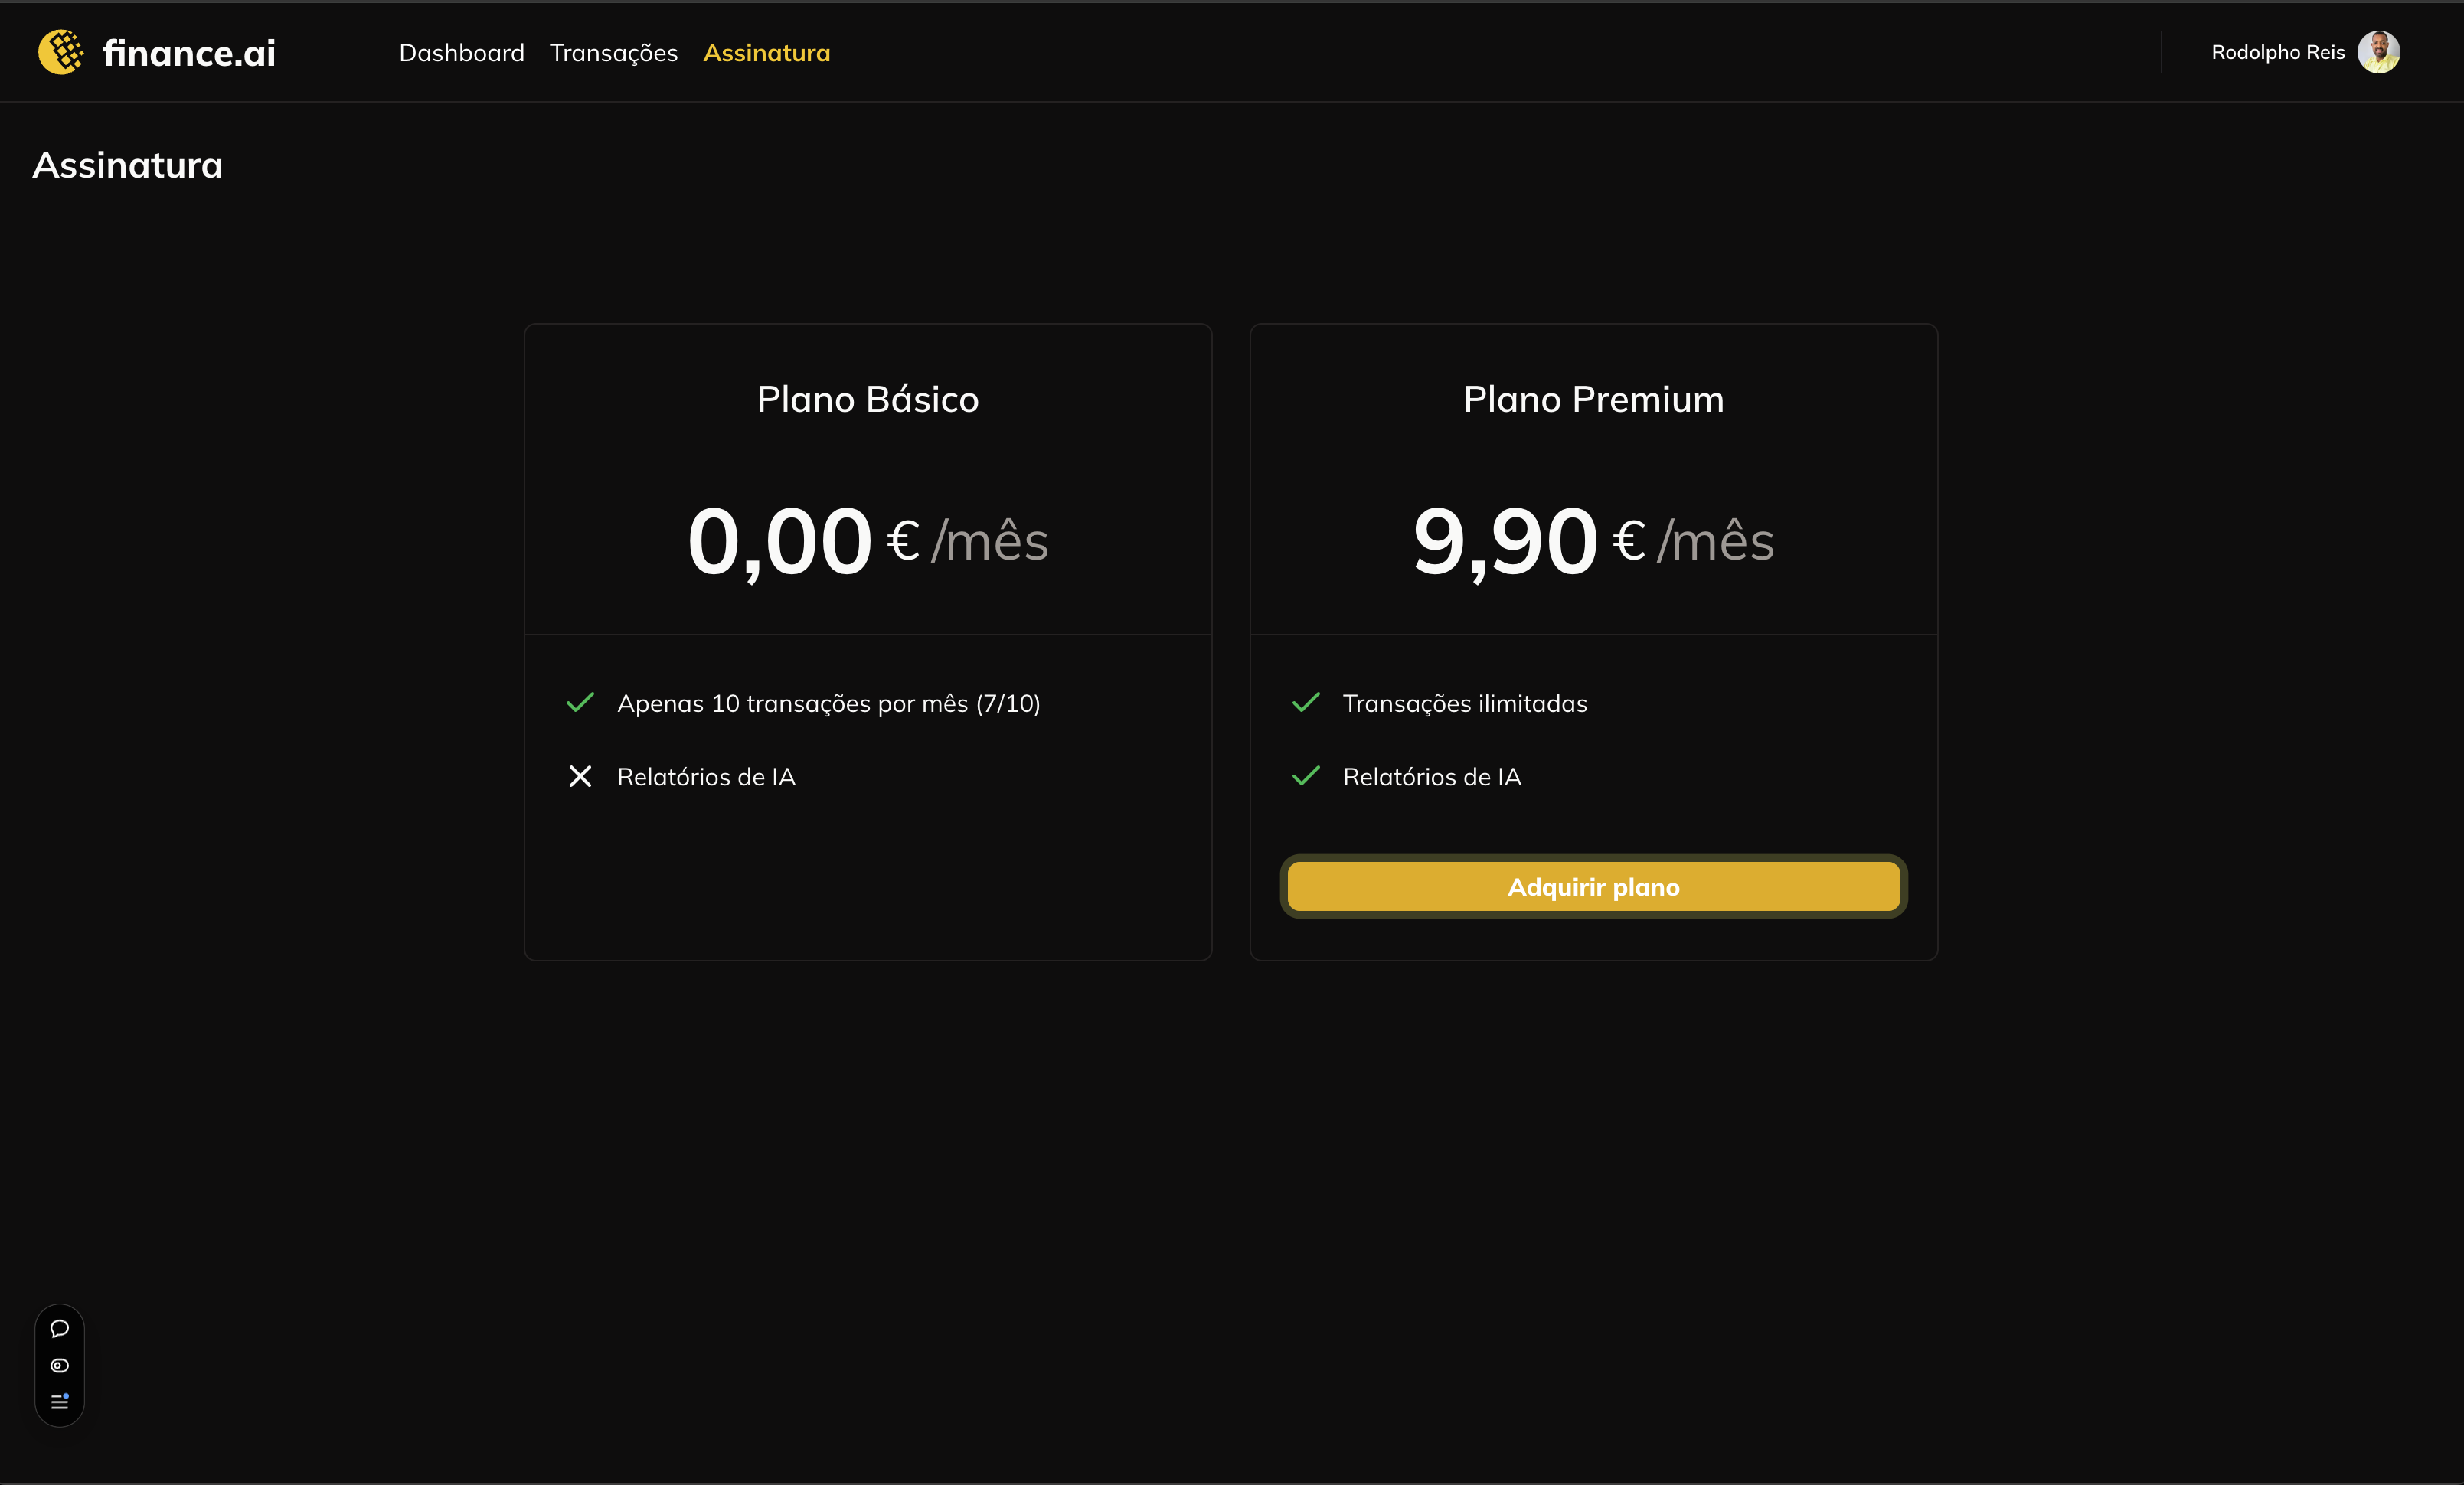 finance.ai
Dashboard Transações Assinatura
Rodolpho Reis
Assinatura
Plano Básico
0,00 € /mês
Apenas 10 transações por mês (7/10)
Relatórios de IA
Plano Premium
9,90 € /mês
Transações ilimitadas
Relatórios de IA
Adquirir plano